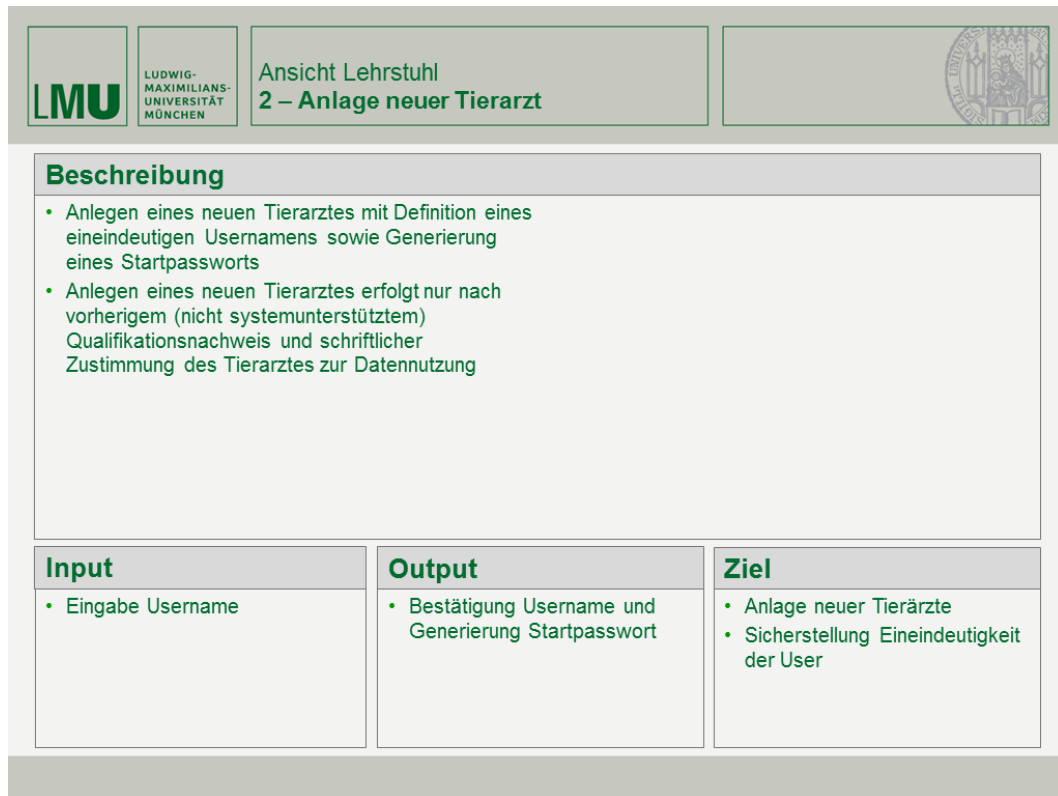 LMU
LUDWIG-
MAXIMILIANS-
UNIVERSITÄT
MÜNCHEN
Ansicht Lehrstuhl
2 – Anlage neuer Tierarzt
Beschreibung
• Anlegen eines neuen Tierarztes mit Definition eines
eineindeutigen Usernamens sowie Generierung
eines Startpassworts
• Anlegen eines neuen Tierarztes erfolgt nur nach
vorherigem (nicht systemunterstütztem)
Qualifikationsnachweis und schriftlicher
Zustimmung des Tierarztes zur Datennutzung
Input
• Eingabe Username
Output
• Bestätigung Username und
Generierung Startpasswort
Ziel
• Anlage neuer Tierärzte
• Sicherstellung Eineindeutigkeit
der User